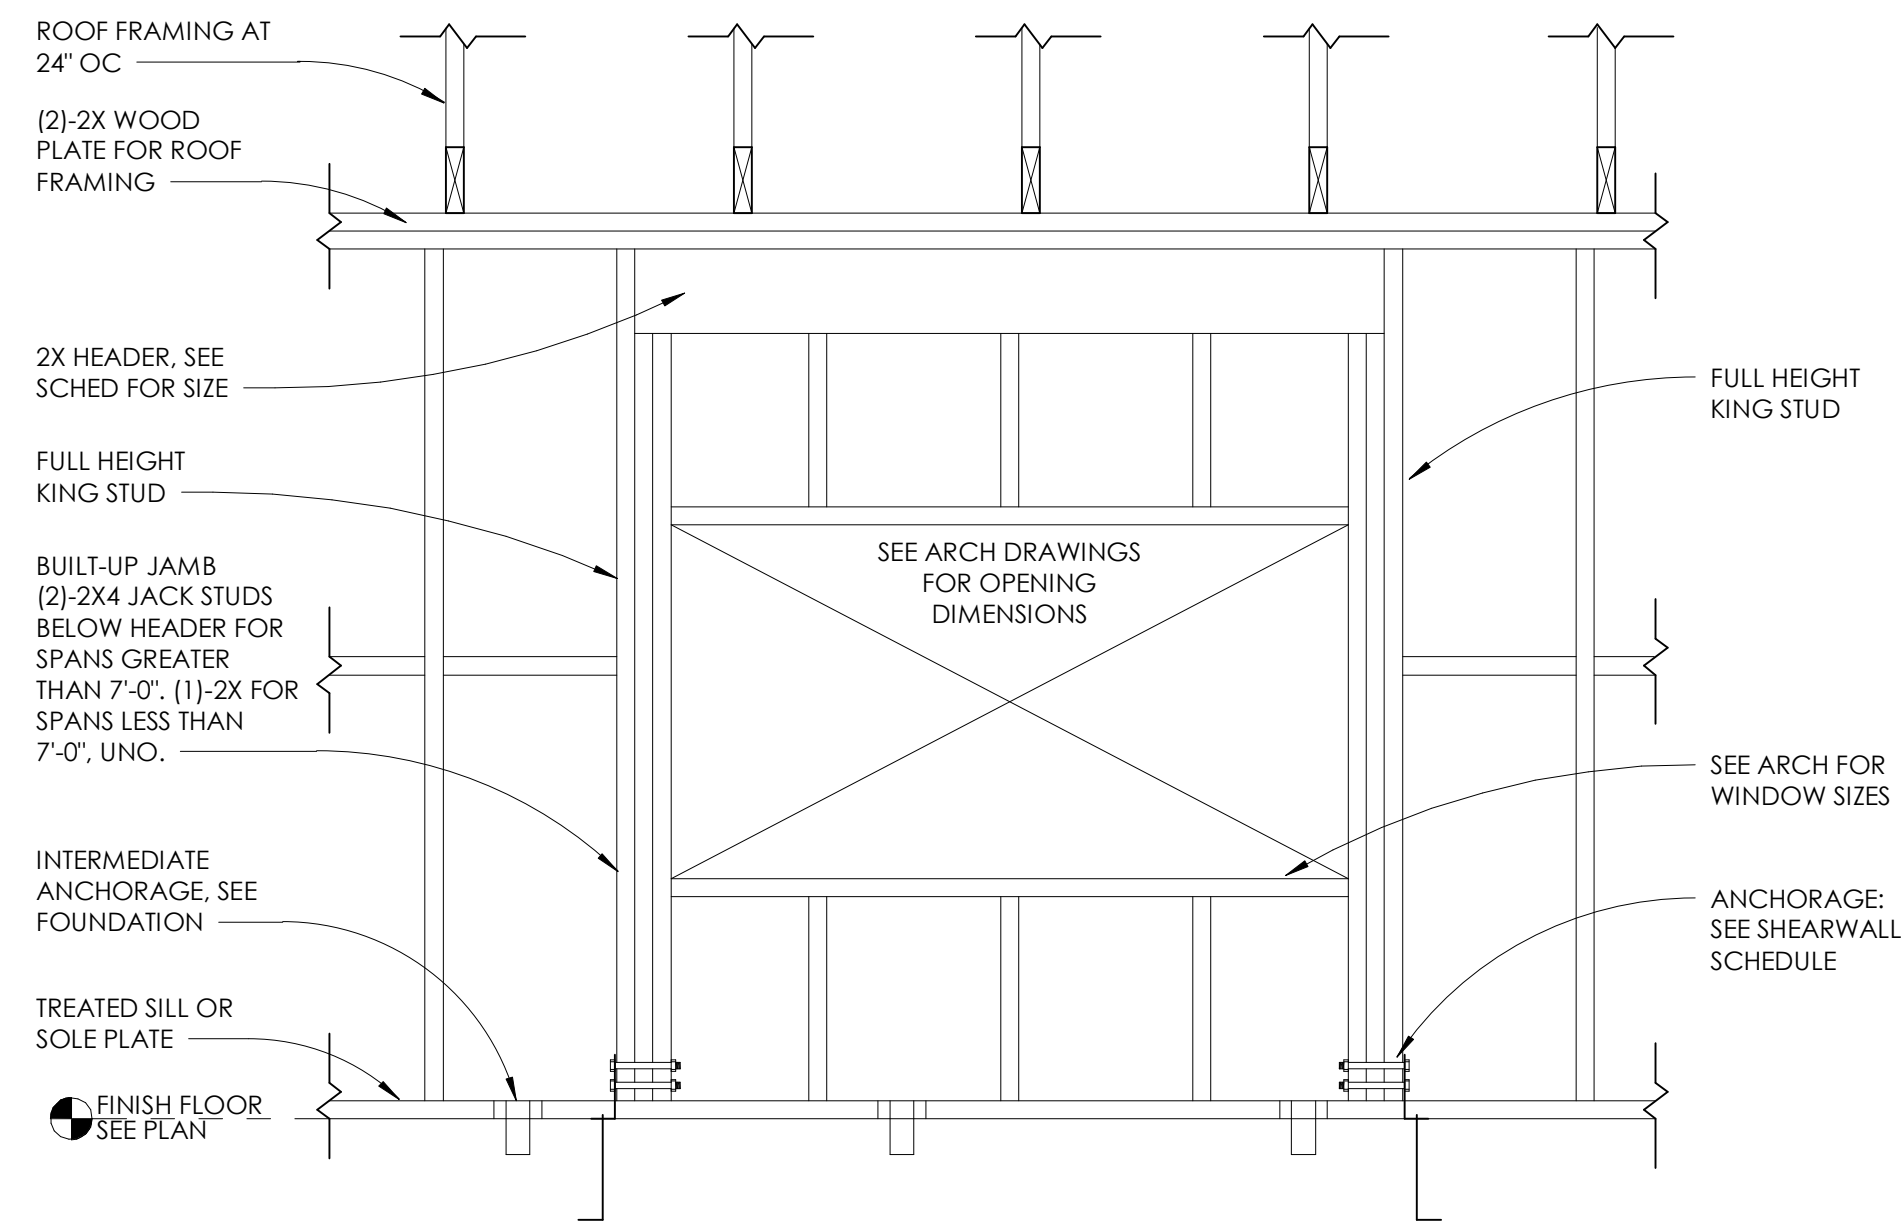 ROOF FRAMING AT
24" OC
(2)-2X WOOD
PLATE FOR ROOF
FRAMING
2X HEADER, SEE
SCHED FOR SIZE
FULL HEIGHT
KING STUD
BUILT-UP JAMB
(2)-2X4 JACK STUDS
BELOW HEADER FOR
SPANS GREATER
THAN 7'-0". (1)-2X FOR
SPANS LESS THAN
7'-0", UNO.
INTERMEDIATE
ANCHORAGE, SEE
FOUNDATION
TREATED SILL OR
SOLE PLATE
FINISH FLOOR
SEE PLAN
SEE ARCH DRAWINGS
FOR OPENING
DIMENSIONS
FULL HEIGHT
KING STUD
SEE ARCH FOR
WINDOW SIZES
ANCHORAGE:
SEE SHEARWALL
SCHEDULE